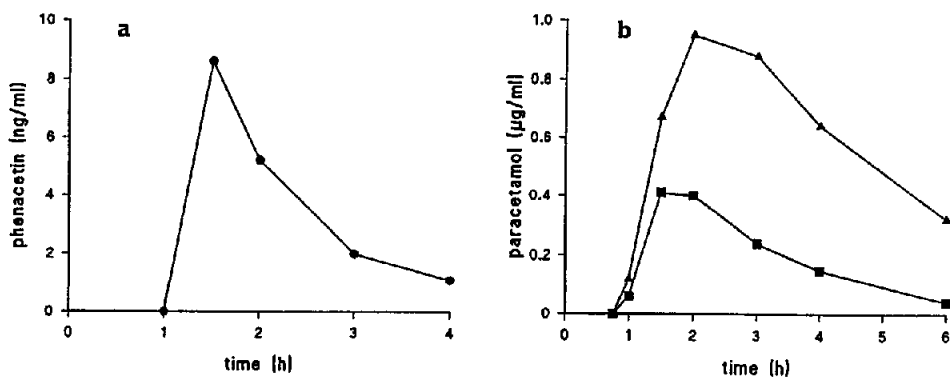 a
phenacetin (ng/ml)
10
8
6
4
2
0
0 1 2 3 4
time (h)
b
paracetamol (µg/ml)
1.0
0.8
0.6
0.4
0.2
0
0 1 2 3 4 5 6
time (h)